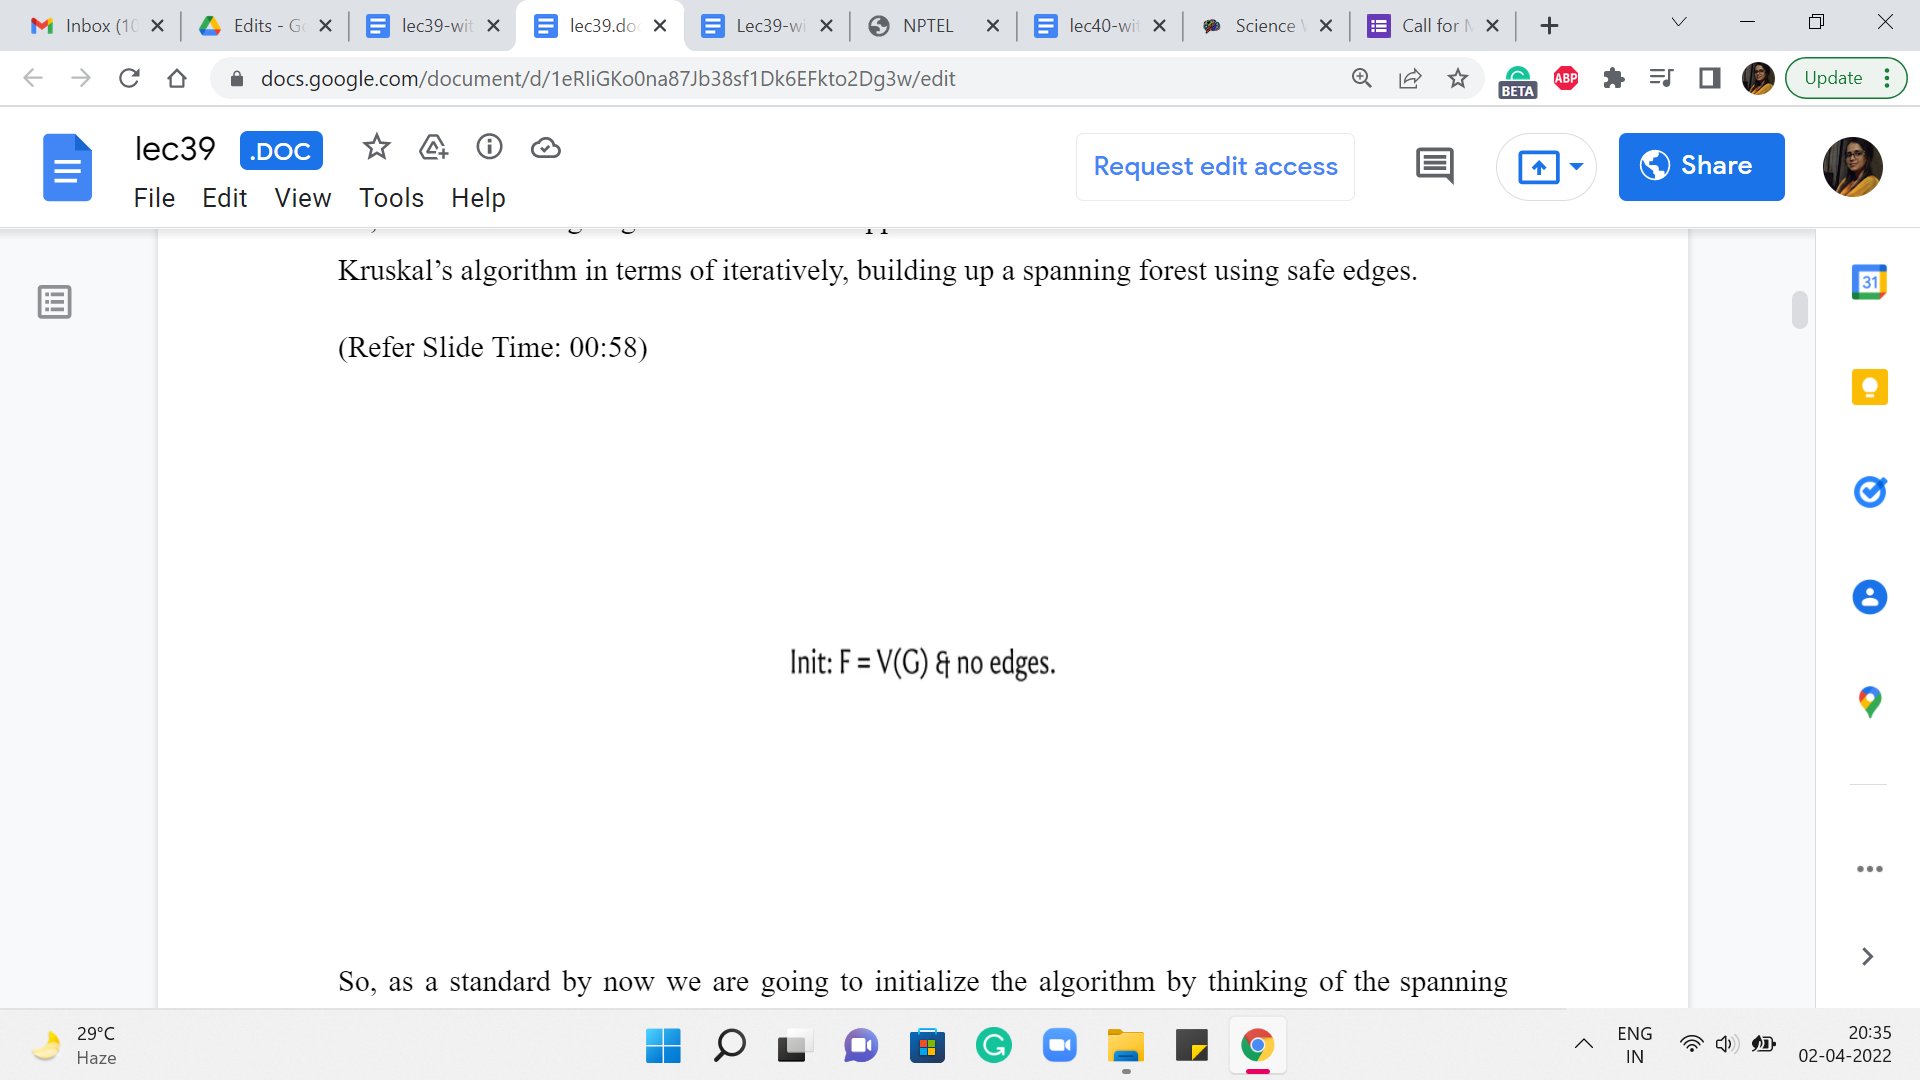 Inbox (10
Edits - Go
lec39-wit
lec39.do
Lec39-wi
NPTEL
lec40-wit
Science
Call for
docs.google.com/document/d/1eRIiGKo0na87Jb38sf1Dk6EFkto2Dg3w/edit
BETA
ABP
Update
lec39
.DOC
Request edit access
Share
File Edit View Tools Help
31
Kruskal’s algorithm in terms of iteratively, building up a spanning forest using safe edges.
(Refer Slide Time: 00:58)
Init: F = V(G) & no edges.
So, as a standard by now we are going to initialize the algorithm by thinking of the spanning
29°C
Haze
ENG
IN
20:35
02-04-2022